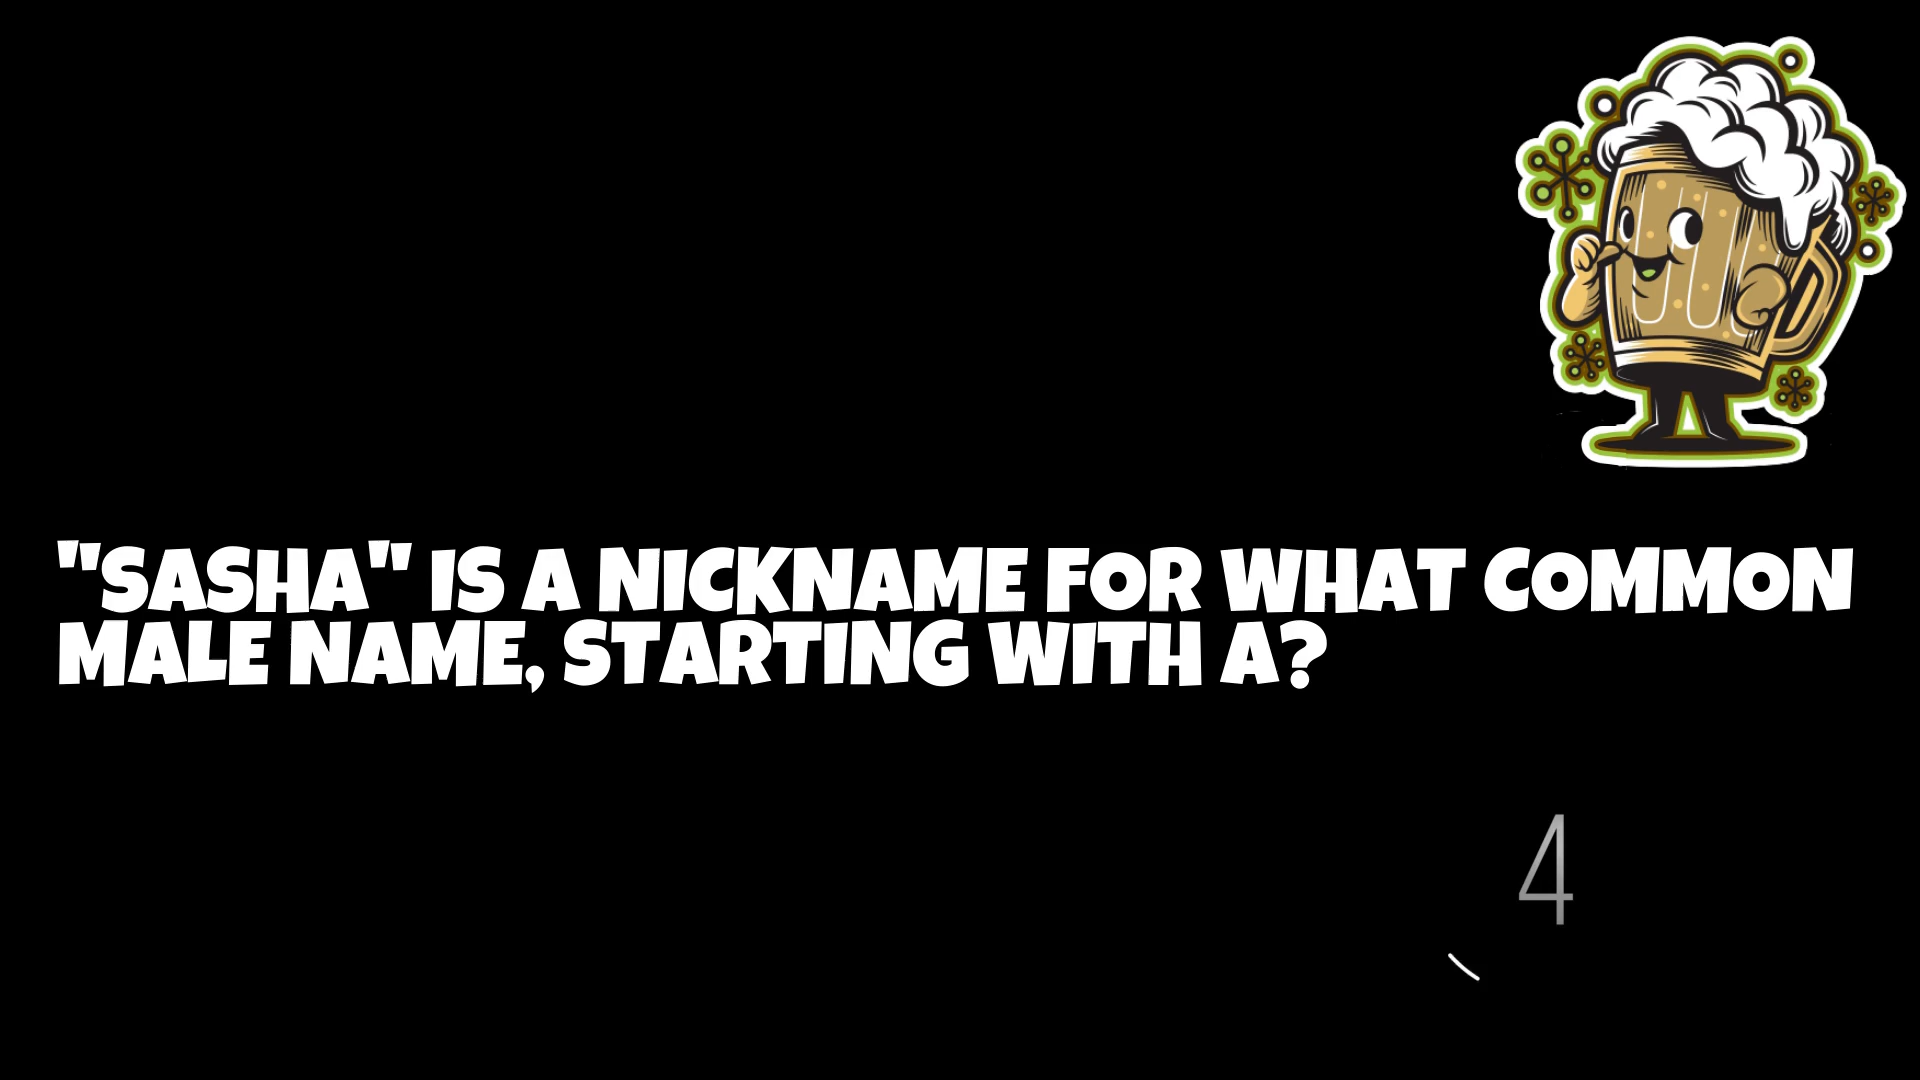 "SASHA" IS A NICKNAME FOR WHAT COMMON
MALE NAME, STARTING WITH A?
4